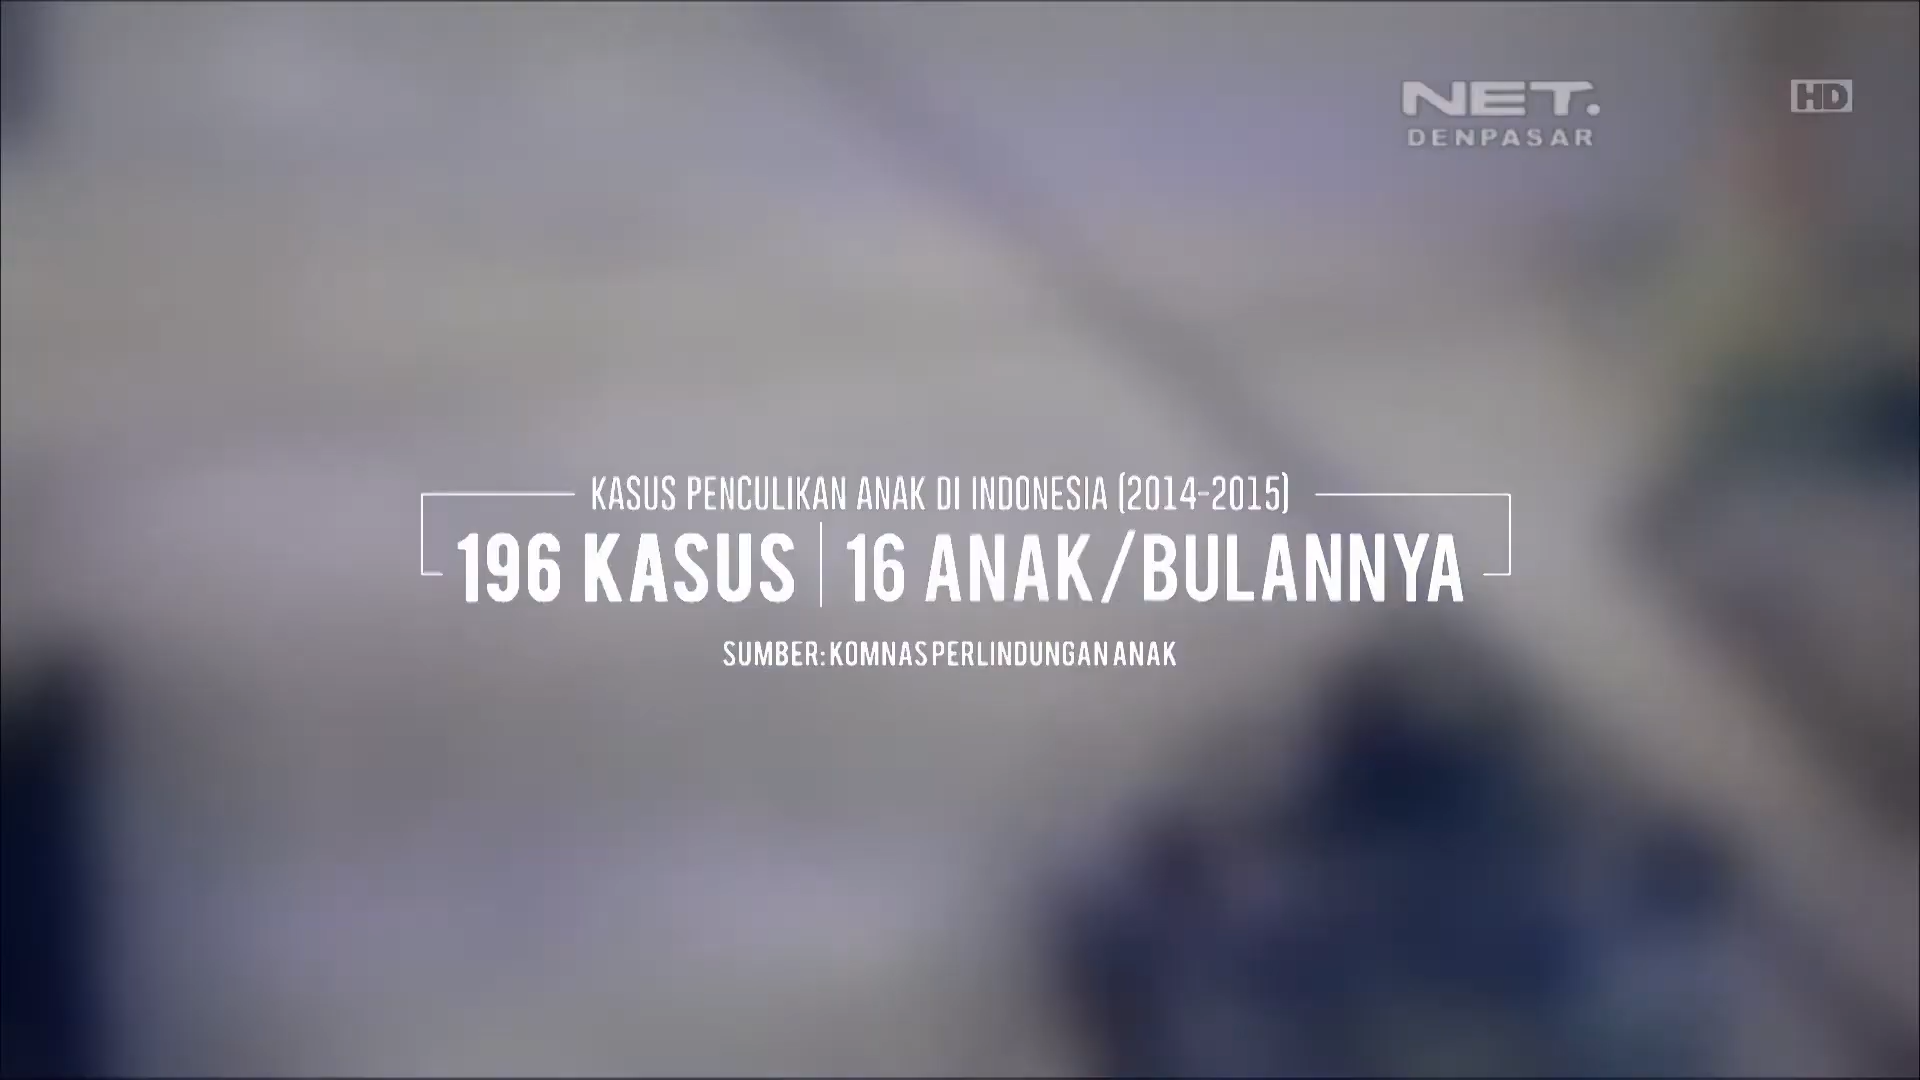 NET.
DENPASAR
HD
KASUS PENCULIKAN ANAK DI INDONESIA (2014-2015)
196 KASUS | 16 ANAK/BULANNYA
SUMBER: KOMNAS PERLINDUNGAN ANAK